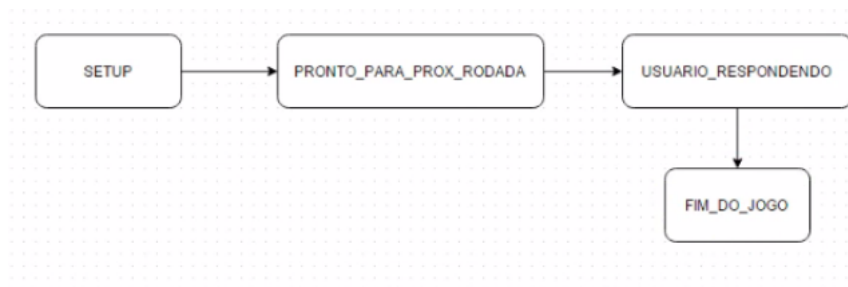 SETUP
PRONTO_PARA_PROX_RODADA
USUARIO_RESPONDENDO
FIM_DO_JOGO